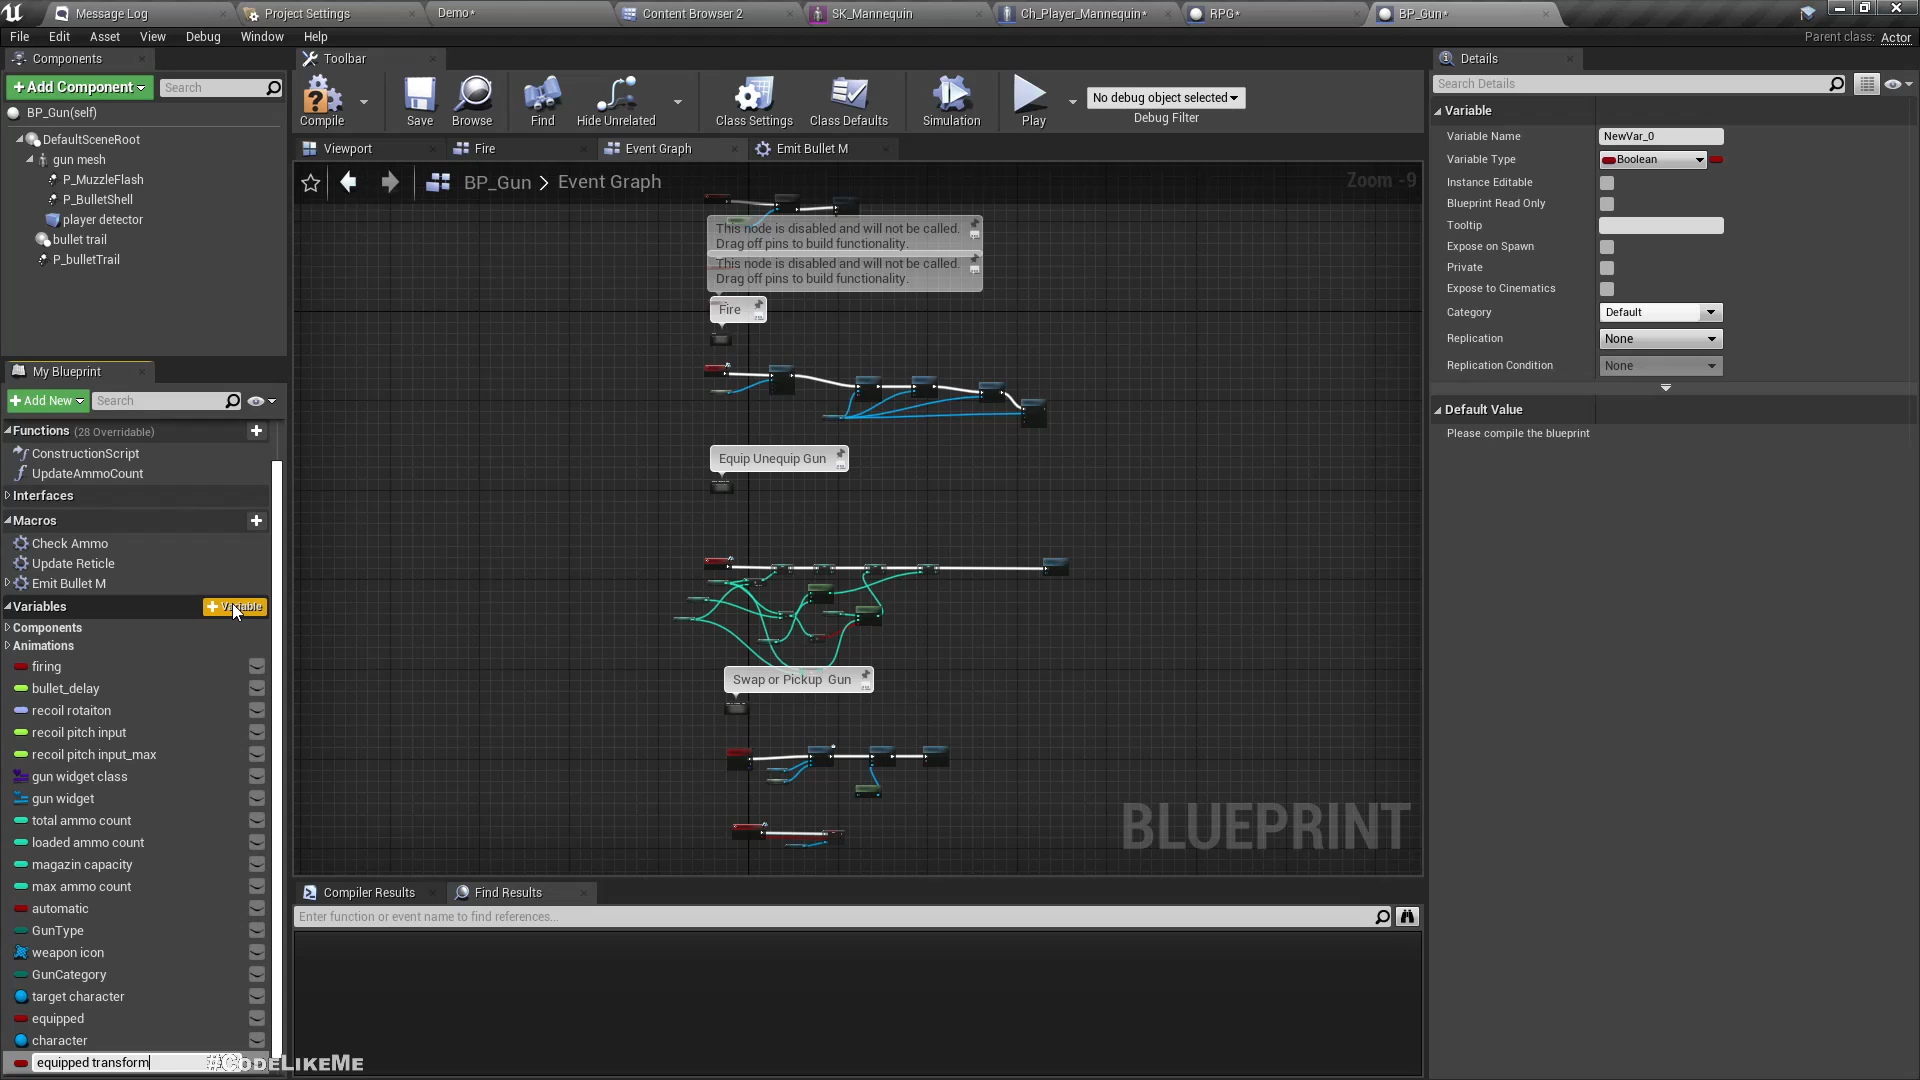 Message Log
Project Settings
Demo*
Content Browser 2
SK_Mannequin
Ch_Player_Mannequin*
RPG*
BP_Gun*
File Edit Asset View Debug Window Help
Parent class: Actor
Components
Toolbar
Details
+ Add Component
Search
BP_Gun(self)
DefaultSceneRoot
gun mesh
P_MuzzleFlash
P_BulletShell
player detector
bullet trail
P_bulletTrail
Compile
Save
Browse
Find
Hide Unrelated
Class Settings
Class Defaults
Simulation
Play
No debug object selected
Debug Filter
Viewport
Fire
Event Graph
Emit Bullet M
BP_Gun > Event Graph
Zoom -9
This node is disabled and will not be called.
Drag off pins to build functionality.
This node is disabled and will not be called.
Drag off pins to build functionality.
Fire
Equip Unequip Gun
Swap or Pickup Gun
BLUEPRINT
My Blueprint
+ Add New
Search
Functions (28 Overridable)
ConstructionScript
UpdateAmmoCount
Interfaces
Macros
Check Ammo
Update Reticle
Emit Bullet M
Variables
+ Variable
Components
Animations
firing
bullet_delay
recoil rotaiton
recoil pitch input
recoil pitch input_max
gun widget class
gun widget
total ammo count
loaded ammo count
magazin capacity
max ammo count
automatic
GunType
weapon icon
GunCategory
target character
equipped
character
equipped transform
#CodeLikeMe
Compiler Results
Find Results
Enter function or event name to find references...
Search Details
Variable
Variable Name NewVar_0
Variable Type Boolean
Instance Editable
Blueprint Read Only
Tooltip
Expose on Spawn
Private
Expose to Cinematics
Category Default
Replication None
Replication Condition None
Default Value
Please compile the blueprint